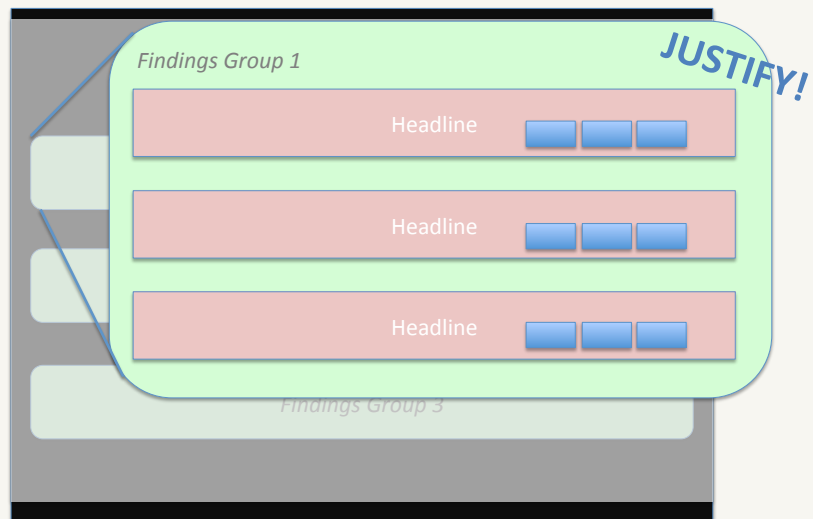 Findings Group 1
JUSTIFY!
Headline
Headline
Headline
Findings Group 3